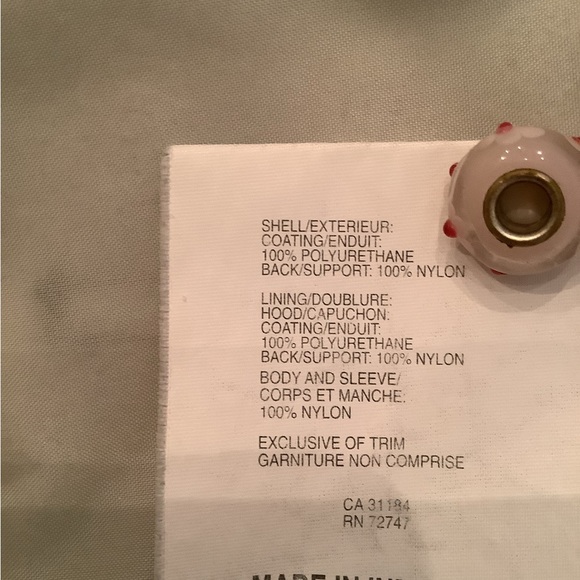 SHELL/EXTERIEUR:
COATING/ENDUIT:
100% POLYURETHANE
BACK/SUPPORT: 100% NYLON
LINING/DOUBLURE:
HOOD/CAPUCHON:
COATING/ENDUIT:
100% POLYURETHANE
BACK/SUPPORT: 100% NYLON
BODY AND SLEEVE/
CORPS ET MANCHE:
100% NYLON
EXCLUSIVE OF TRIM
GARNITURE NON COMPRISE
CA 31184
RN 72747
MADE IN